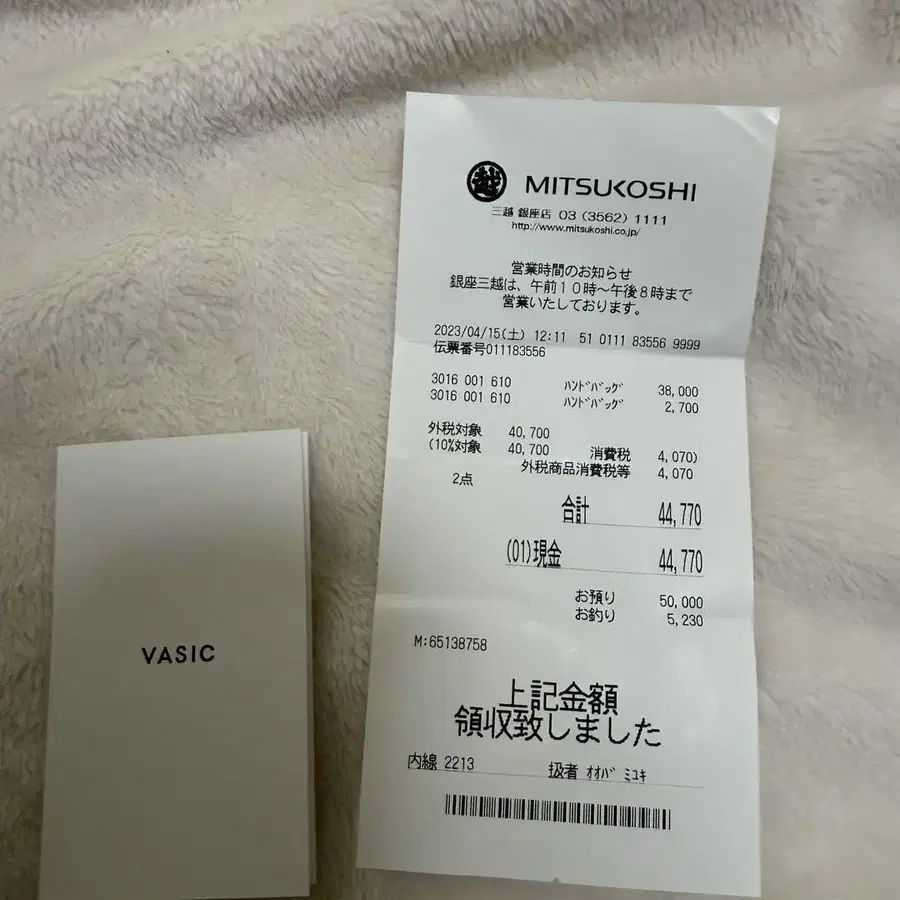 MITSUKOSHI
三越 銀座店 03 (3562) 1111
http://www.mitsukoshi.co.jp/
営業時間のお知らせ
銀座三越は、午前10時~午後8時まで
営業いたしております。
2023/04/15(土) 12:11 51 0111 83556 9999
伝票番号011183556
3016 001 610 ハンドバッグ 38,000
3016 001 610 ハンドバッグ 2,700
外税対象 40,700
(10%対象 40,700 消費税 4,070)
外税商品消費税等 4,070
2点
合計 44,770
(01)現金 44,770
お預り 50,000
お釣り 5,230
M:65138758
上記金額
領収致しました
内線 2213 扱者 オオバ ミユキ
VASIC